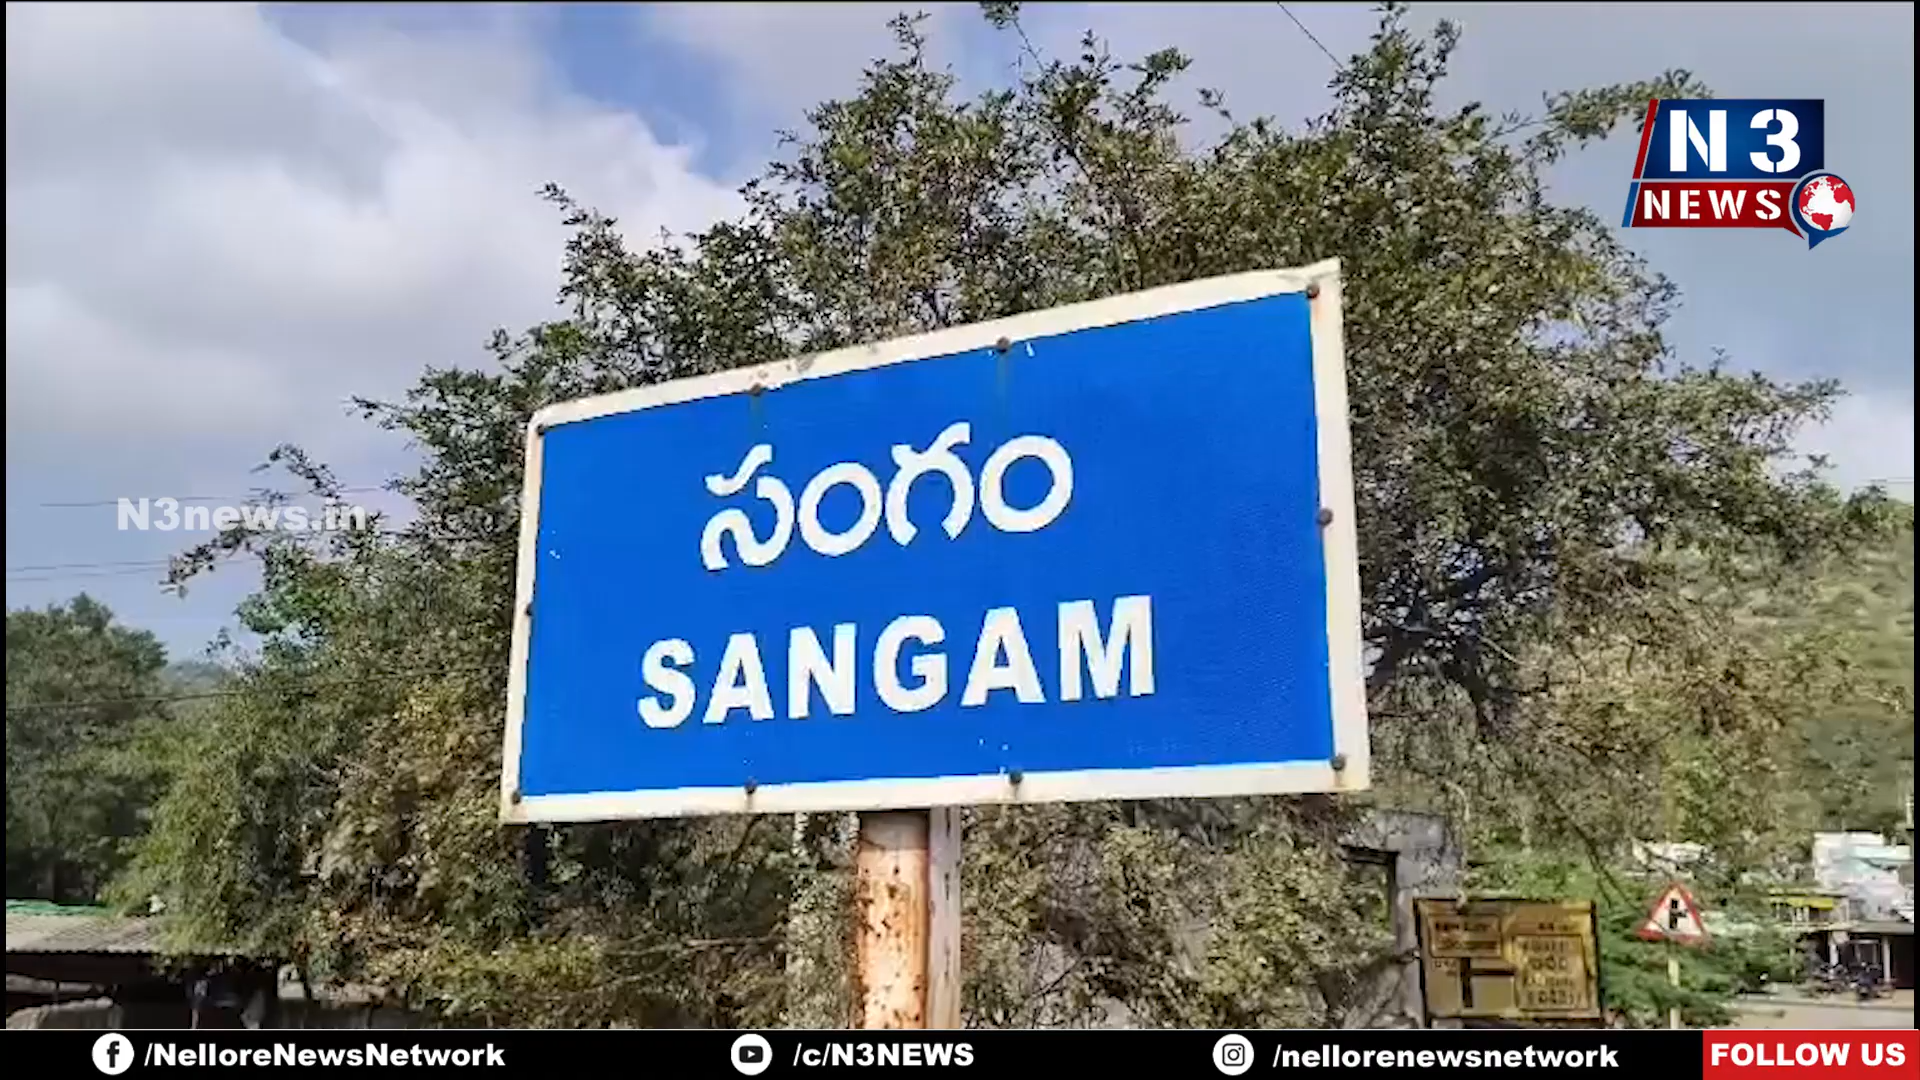 N3
NEWS
N3news.in
సంగం
SANGAM
/NelloreNewsNetwork
/c/N3NEWS
/nellorenewsnetwork
FOLLOW US